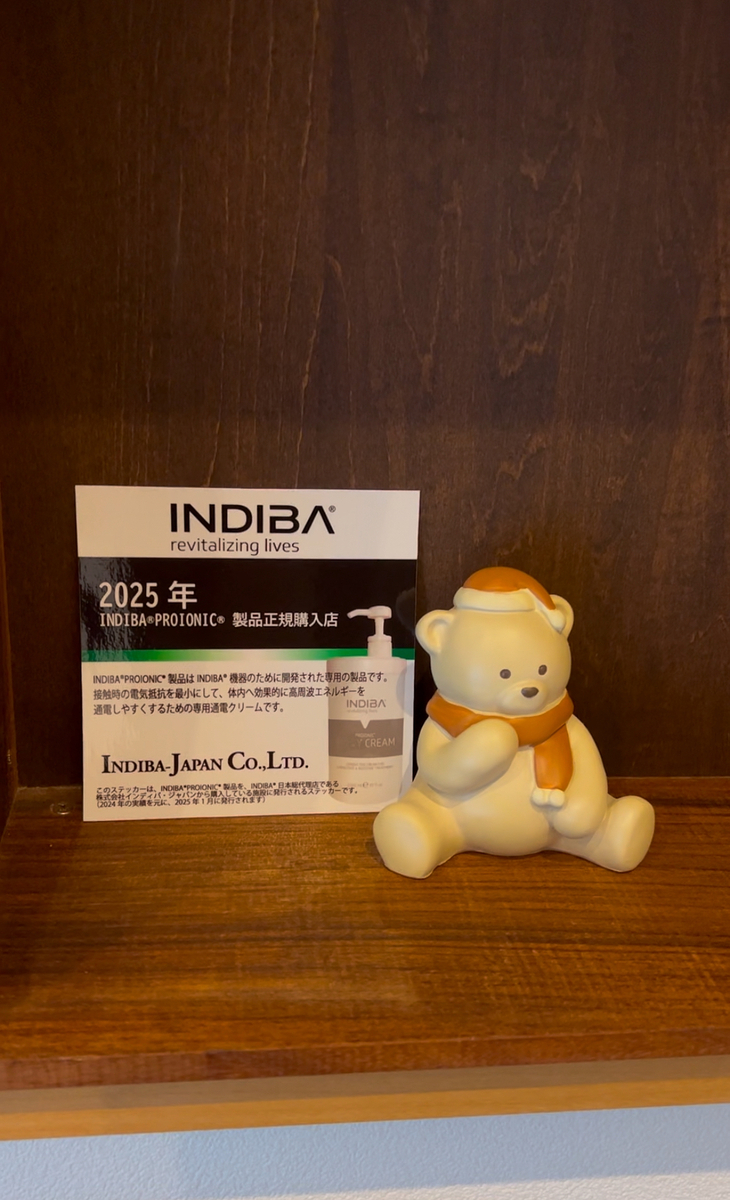 INDIBA®
revitalizing lives
2025 年
INDIBA®PROIONIC® 製品正規購入店
INDIBA®PROIONIC® 製品は INDIBA® 機器のために開発された専用の製品です。
接触時の電気抵抗を最小にして、体内へ効果的に高周波エネルギーを
通電しやすくするための専用通電クリームです。
INDIBA
CREAM
INDIBA-JAPAN CO.,LTD.
このステッカーは、INDIBA®PROIONIC® 製品を、INDIBA® 日本総代理店である
株式会社インディバ・ジャパンから購入している施設に発行されるステッカーです。
（2024 年の実績を元に、2025 年 1 月に発行されます）